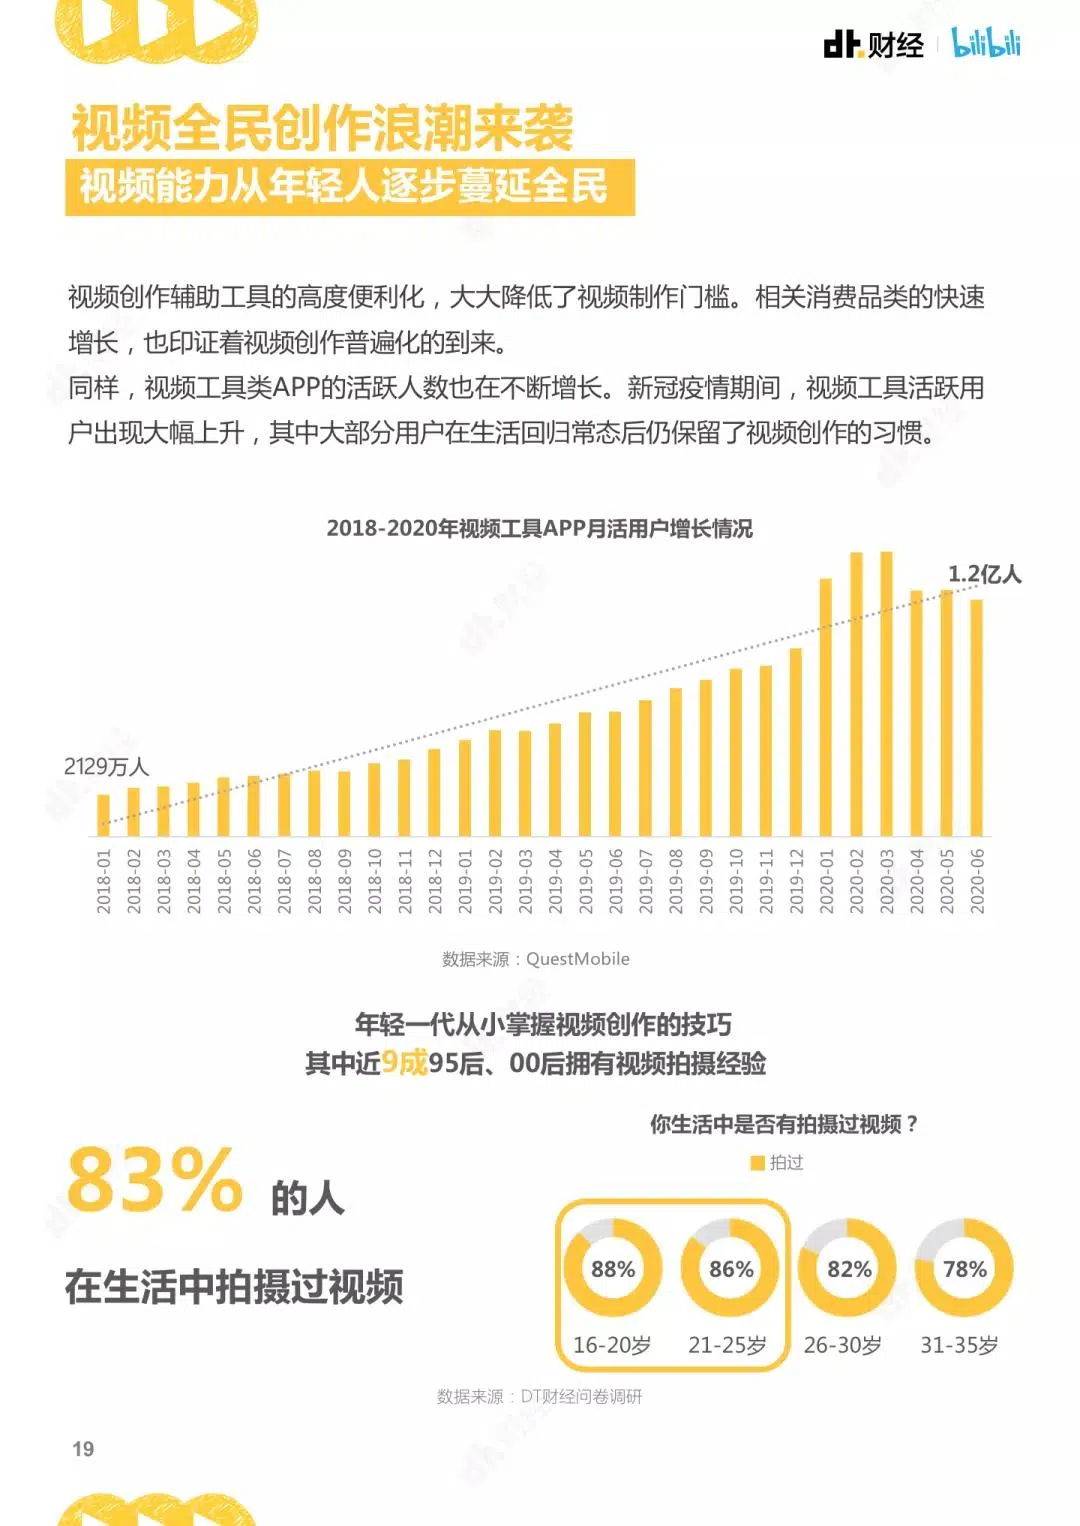 dt.财经
bilibili
视频全民创作浪潮来袭
视频能力从年轻人逐步蔓延全民
视频创作辅助工具的高度便利化，大大降低了视频制作门槛。相关消费品类的快速
增长，也印证着视频创作普遍化的到来。
同样，视频工具类APP的活跃人数也在不断增长。新冠疫情期间，视频工具活跃用
户出现大幅上升，其中大部分用户在生活回归常态后仍保留了视频创作的习惯。
2018-2020年视频工具APP月活用户增长情况
1.2亿人
2129万人
2018-01
2018-02
2018-03
2018-04
2018-05
2018-06
2018-07
2018-08
2018-09
2018-10
2018-11
2018-12
2019-01
2019-02
2019-03
2019-04
2019-05
2019-06
2019-07
2019-08
2019-09
2019-10
2019-11
2019-12
2020-01
2020-02
2020-03
2020-04
2020-05
2020-06
数据来源：QuestMobile
年轻一代从小掌握视频创作的技巧
其中近9成95后、00后拥有视频拍摄经验
83% 的人
在生活中拍摄过视频
你生活中是否有拍摄过视频？
拍过
88% 86% 82% 78%
16-20岁 21-25岁 26-30岁 31-35岁
数据来源：DT财经问卷调研
19